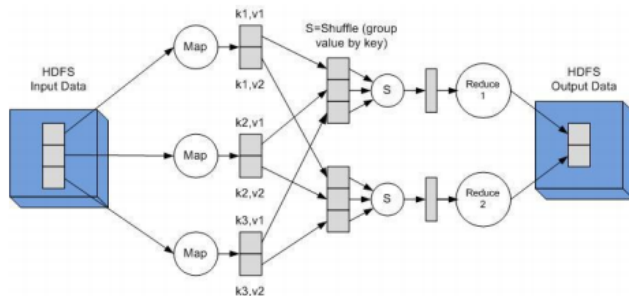 HDFS
Input Data
Map
k1,v1
k1,v2
S=Shuffle (group
value by key)
S
Reduce
1
HDFS
Output Data
Map
k2,v1
k2,v2
S
Reduce
2
Map
k3,v1
k3,v2